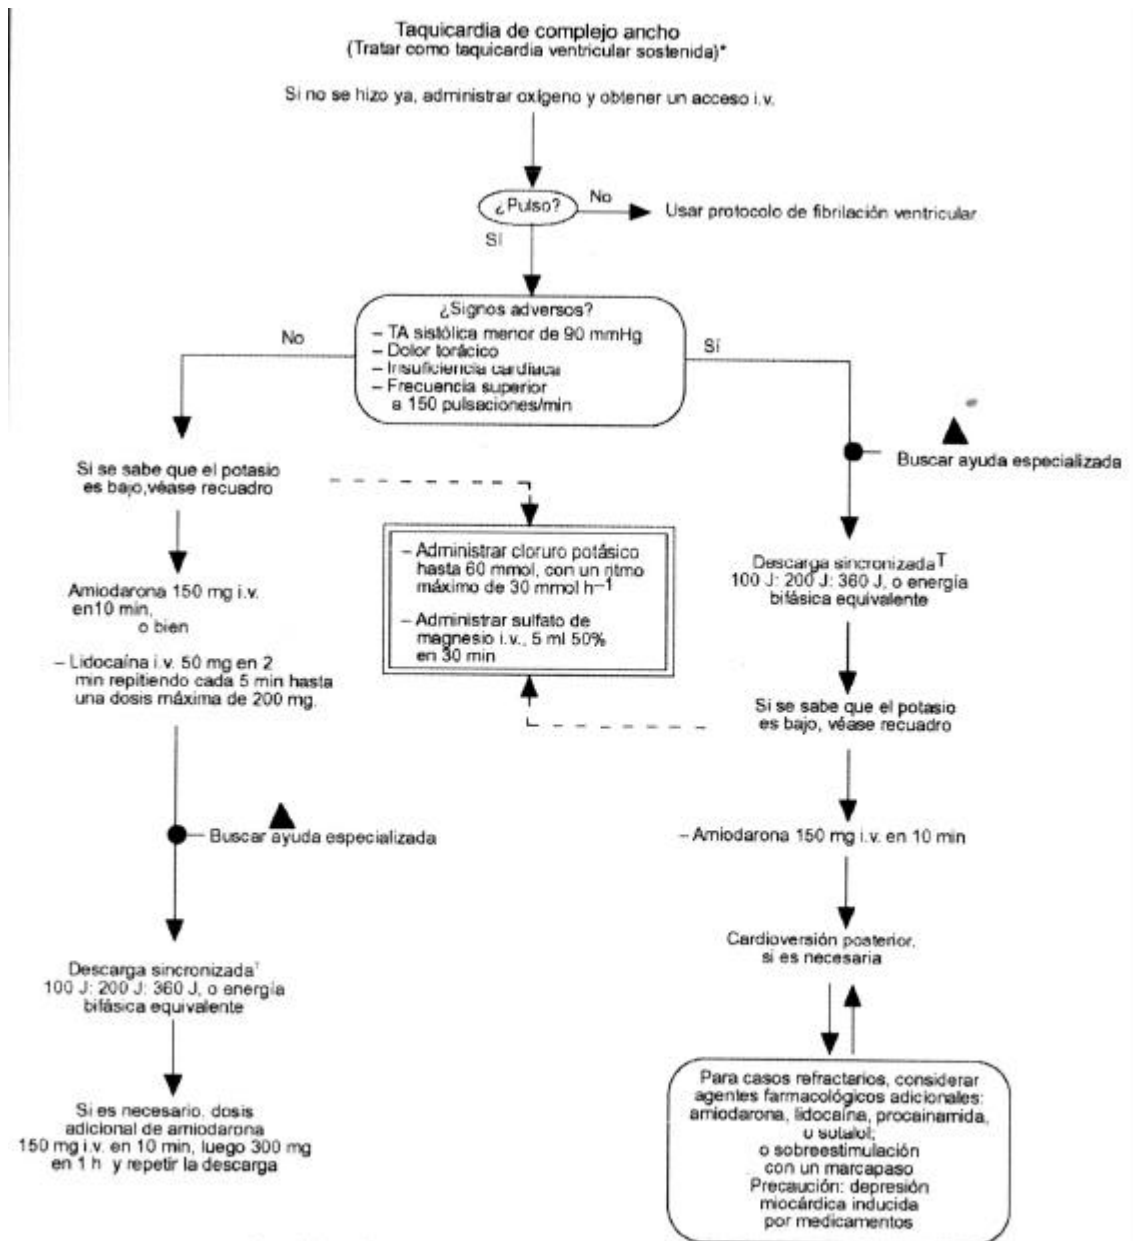 Taquicardia de complejo ancho
(Tratar como taquicardia ventricular sostenida)*
Si no se hizo ya, administrar oxígeno y obtener un acceso i.v.
¿Pulso?
No
Usar protocolo de fibrilación ventricular
Sí
¿Signos adversos?
– TA sistólica menor de 90 mmHg
– Dolor torácico
– Insuficiencia cardíaca
– Frecuencia superior
a 150 pulsaciones/min
No
Sí
Buscar ayuda especializada
Si se sabe que el potasio
es bajo,véase recuadro
– Administrar cloruro potásico
hasta 60 mmol, con un ritmo
máximo de 30 mmol h–1
– Administrar sulfato de
magnesio i.v., 5 ml 50%
en 30 min
Descarga sincronizadaT
100 J: 200 J: 360 J, o energía
bifásica equivalente
Amiodarona 150 mg i.v.
en10 min,
o bien
– Lidocaína i.v. 50 mg en 2
min repitiendo cada 5 min hasta
una dosis máxima de 200 mg.
Si se sabe que el potasio
es bajo, véase recuadro
Buscar ayuda especializada
– Amiodarona 150 mg i.v. en 10 min
Cardioversión posterior,
si es necesaria
Descarga sincronizadaT
100 J: 200 J: 360 J, o energía
bifásica equivalente
Si es necesario, dosis
adicional de amiodarona
150 mg i.v. en 10 min, luego 300 mg
en 1 h y repetir la descarga
Para casos refractarios, considerar
agentes farmacológicos adicionales:
amiodarona, lidocaína, procainamida,
o sotalol;
o sobreestimulación
con un marcapaso
Precaución: depresión
miocárdica inducida
por medicamentos